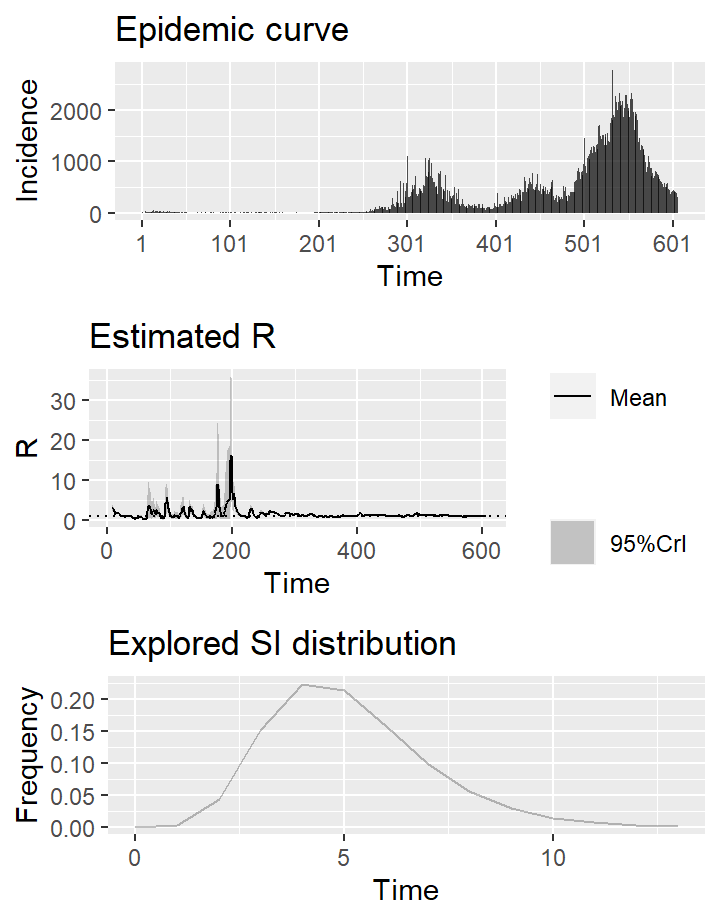 Epidemic curve
Incidence
2000
1000
0
1 101 201 301 401 501 601
Time
Estimated R
R
30
20
10
0
0 200 400 600
Time
Mean
95%CrI
Explored SI distribution
Frequency
0.20
0.15
0.10
0.05
0.00
0 5 10
Time